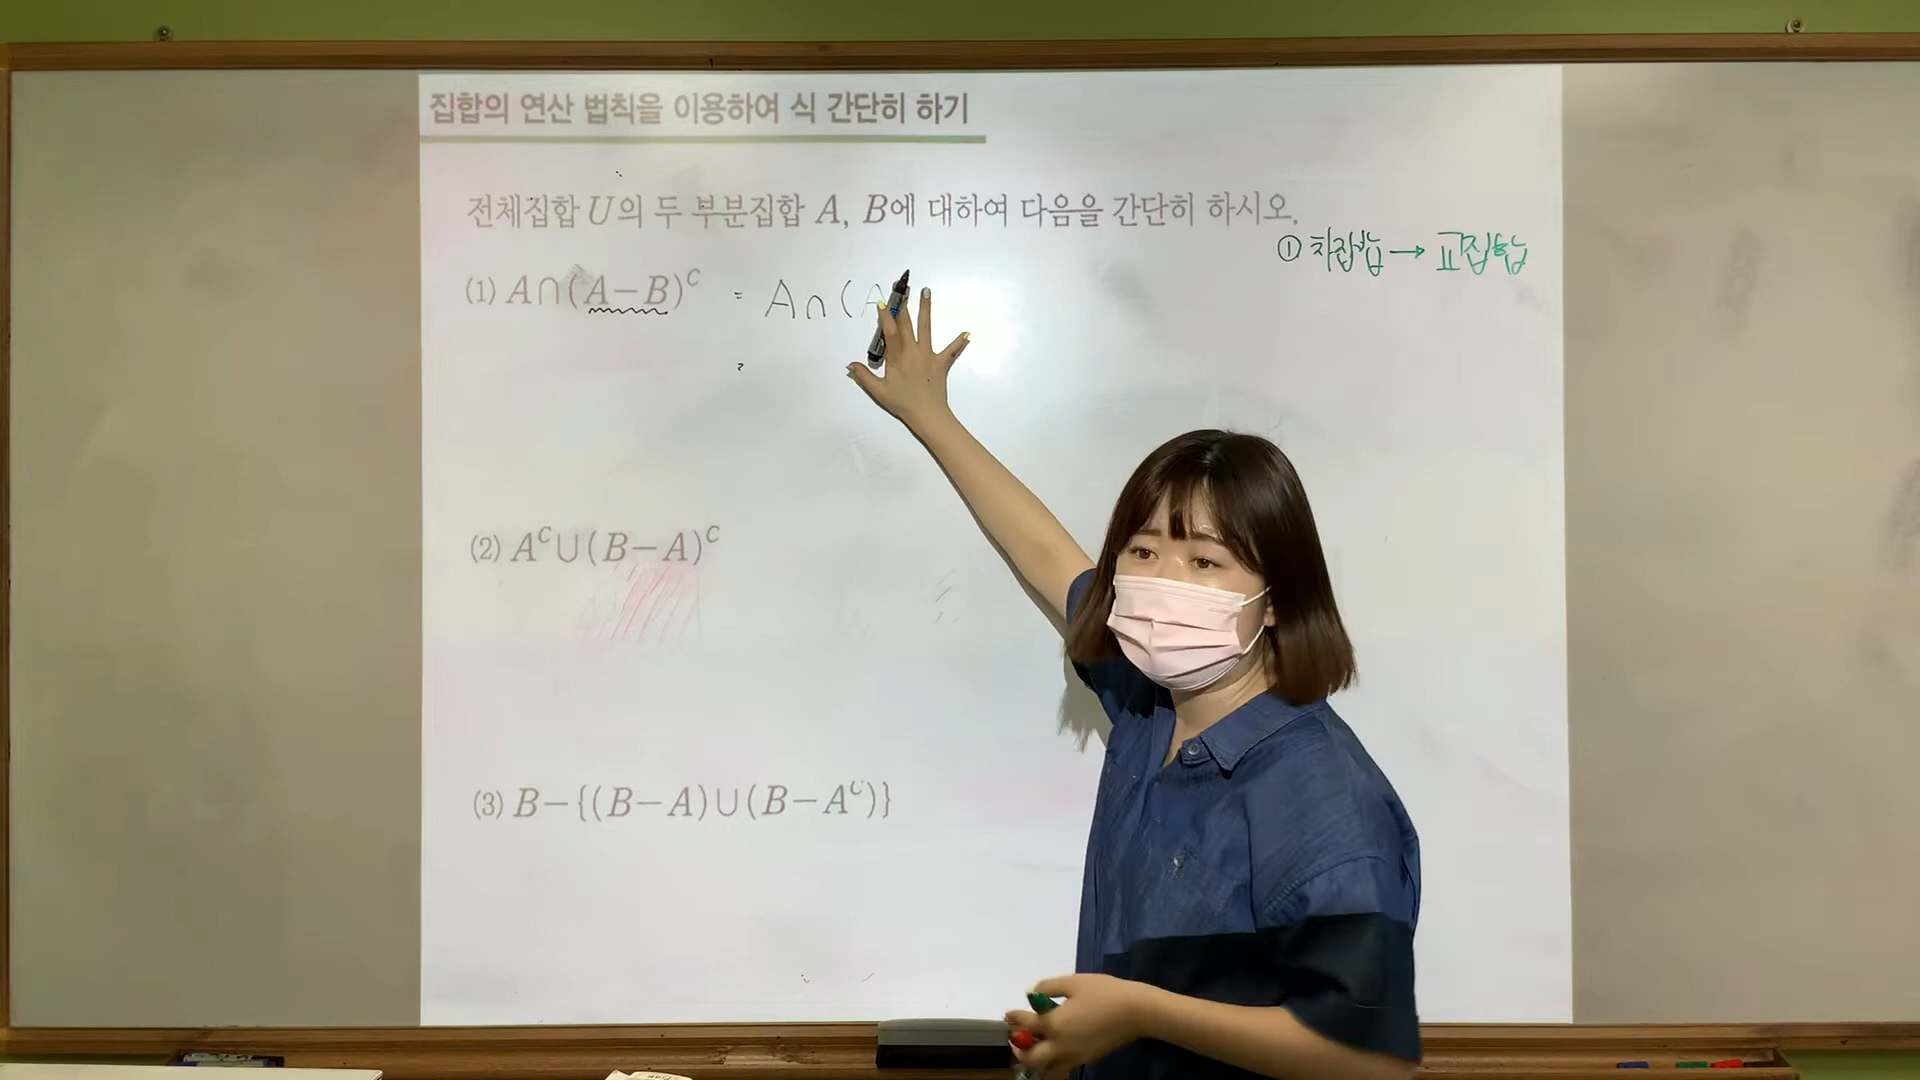 집합의 연산 법칙을 이용하여 식 간단히 하기
전체집합 U의 두 부분집합 A, B에 대하여 다음을 간단히 하시오.
① 차집합 → 교집합
(1) A∩(A−B)ᶜ = A∩(A
=
(2) Aᶜ∪(B−A)ᶜ
(3) B−{(B−A)∪(B−Aᶜ)}